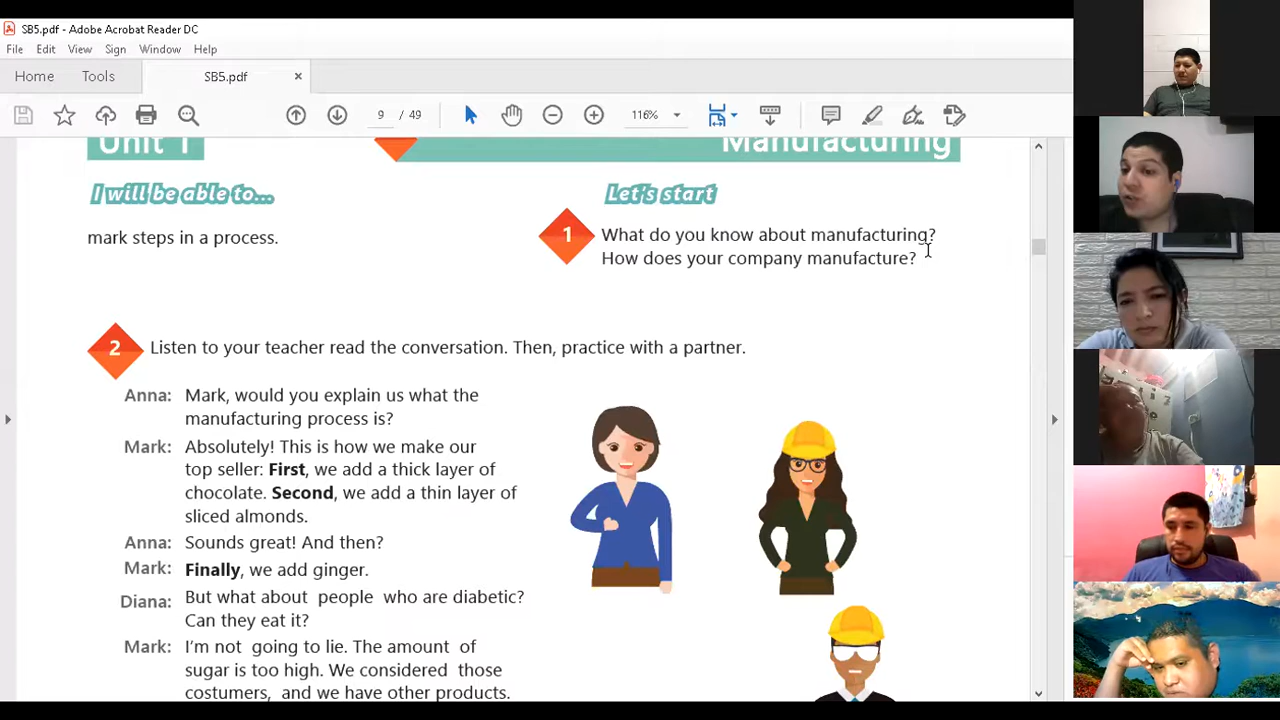 SB5.pdf - Adobe Acrobat Reader DC
File Edit View Sign Window Help
Home Tools SB5.pdf ×
9 / 49 116%
Unit 1 Manufacturing
I will be able to...
mark steps in a process.
Let's start
1 What do you know about manufacturing?
How does your company manufacture?
2 Listen to your teacher read the conversation. Then, practice with a partner.
Anna: Mark, would you explain us what the
manufacturing process is?
Mark: Absolutely! This is how we make our
top seller: First, we add a thick layer of
chocolate. Second, we add a thin layer of
sliced almonds.
Anna: Sounds great! And then?
Mark: Finally, we add ginger.
Diana: But what about people who are diabetic?
Can they eat it?
Mark: I'm not going to lie. The amount of
sugar is too high. We considered those
costumers, and we have other products.